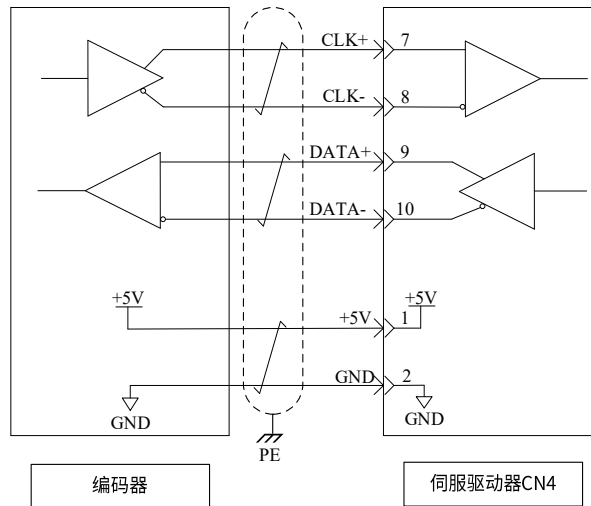 CLK+ 7
CLK- 8
DATA+ 9
DATA- 10
+5V +5V 1 +5V
GND 2
GND GND
PE
编码器 伺服驱动器CN4